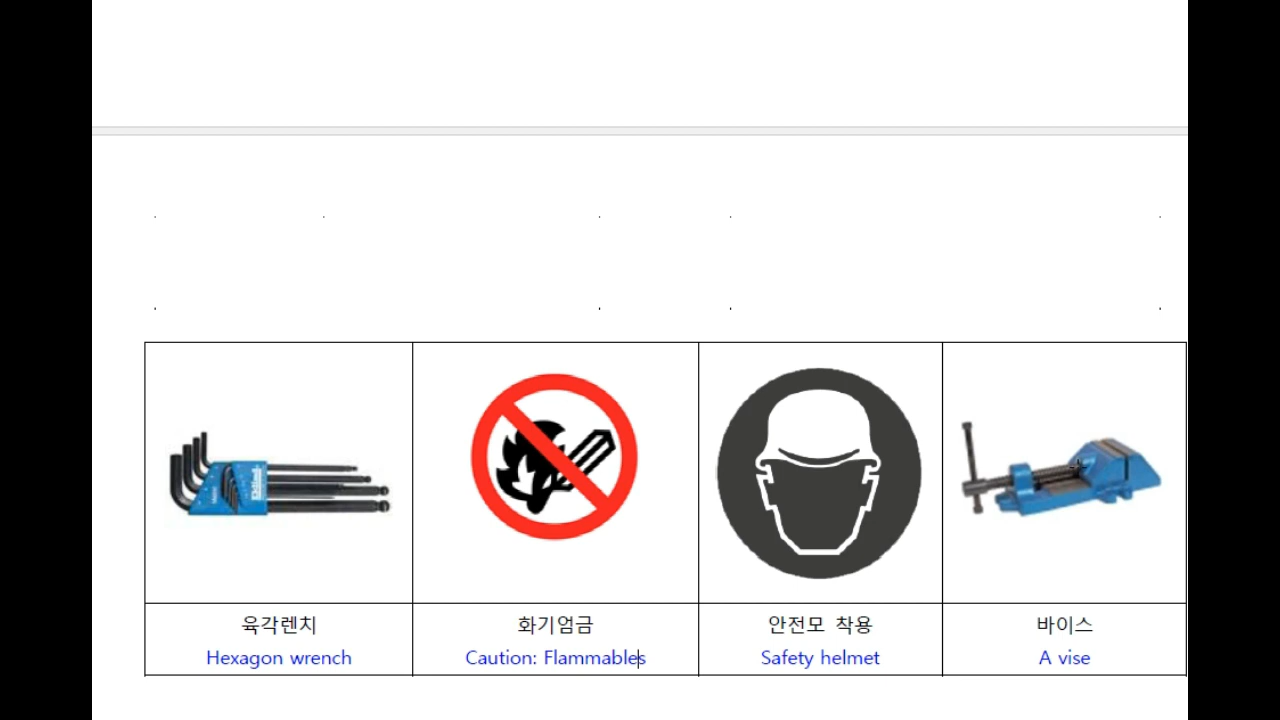 육각렌치
Hexagon wrench
화기엄금
Caution: Flammables
안전모 착용
Safety helmet
바이스
A vise